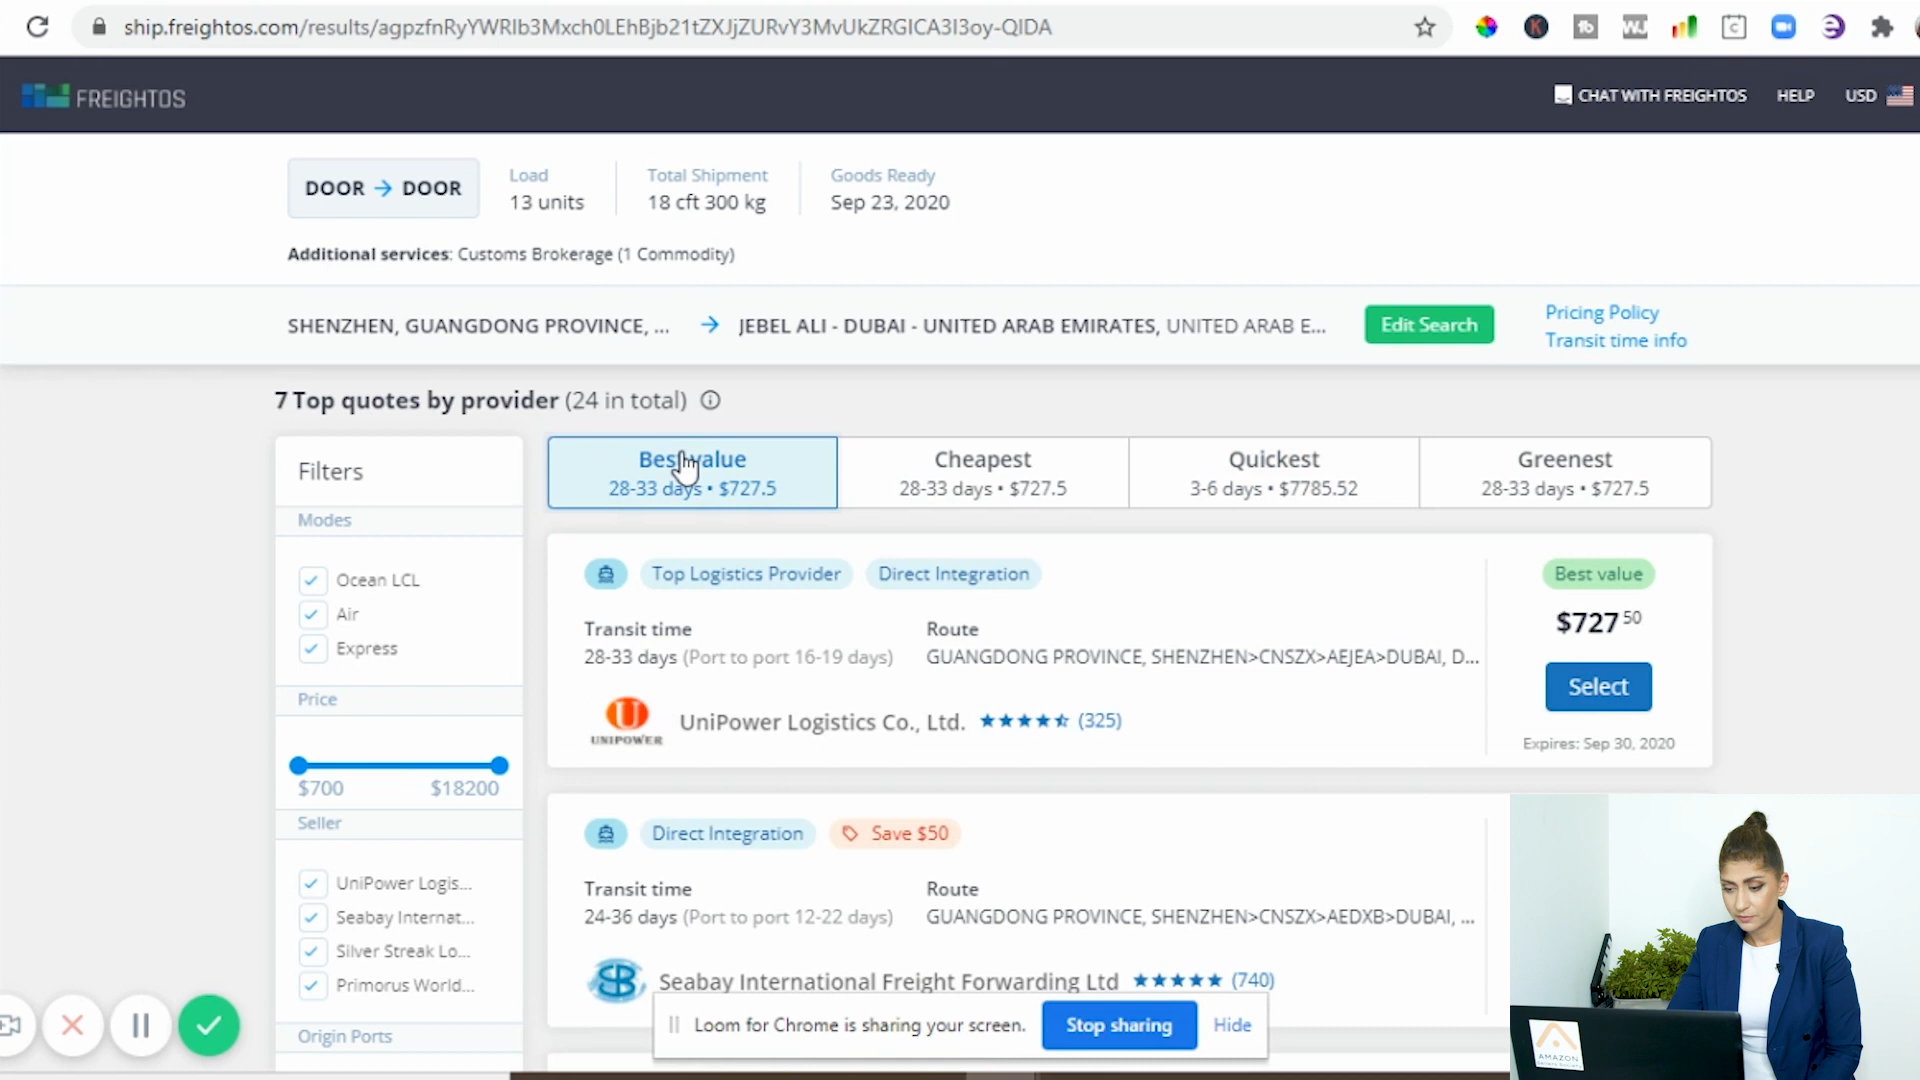 ship.freightos.com/results/agpzfnRyYWRlb3Mxch0LEhBjb21tZXJjZURvY3MvUkZRGICA3I3oy-QIDA
FREIGHTOS
CHAT WITH FREIGHTOS
HELP
USD
DOOR → DOOR
Load
13 units
Total Shipment
18 cft 300 kg
Goods Ready
Sep 23, 2020
Additional services: Customs Brokerage (1 Commodity)
SHENZHEN, GUANGDONG PROVINCE, ... → JEBEL ALI - DUBAI - UNITED ARAB EMIRATES, UNITED ARAB E...
Edit Search
Pricing Policy
Transit time info
7 Top quotes by provider (24 in total)
Filters
Modes
Ocean LCL
Air
Express
Price
$700
$18200
Seller
UniPower Logis...
Seabay Internat...
Silver Streak Lo...
Primorus World...
Origin Ports
Best value
28-33 days • $727.5
Cheapest
28-33 days • $727.5
Quickest
3-6 days • $7785.52
Greenest
28-33 days • $727.5
Top Logistics Provider
Direct Integration
Transit time
28-33 days (Port to port 16-19 days)
Route
GUANGDONG PROVINCE, SHENZHEN>CNSZX>AEJEA>DUBAI, D...
UNIPOWER
UniPower Logistics Co., Ltd.
(325)
Best value
$727 50
Select
Expires: Sep 30, 2020
Direct Integration
Save $50
Transit time
24-36 days (Port to port 12-22 days)
Route
GUANGDONG PROVINCE, SHENZHEN>CNSZX>AEDXB>DUBAI, ...
Seabay International Freight Forwarding Ltd
(740)
Loom for Chrome is sharing your screen.
Stop sharing
Hide
AMAZON